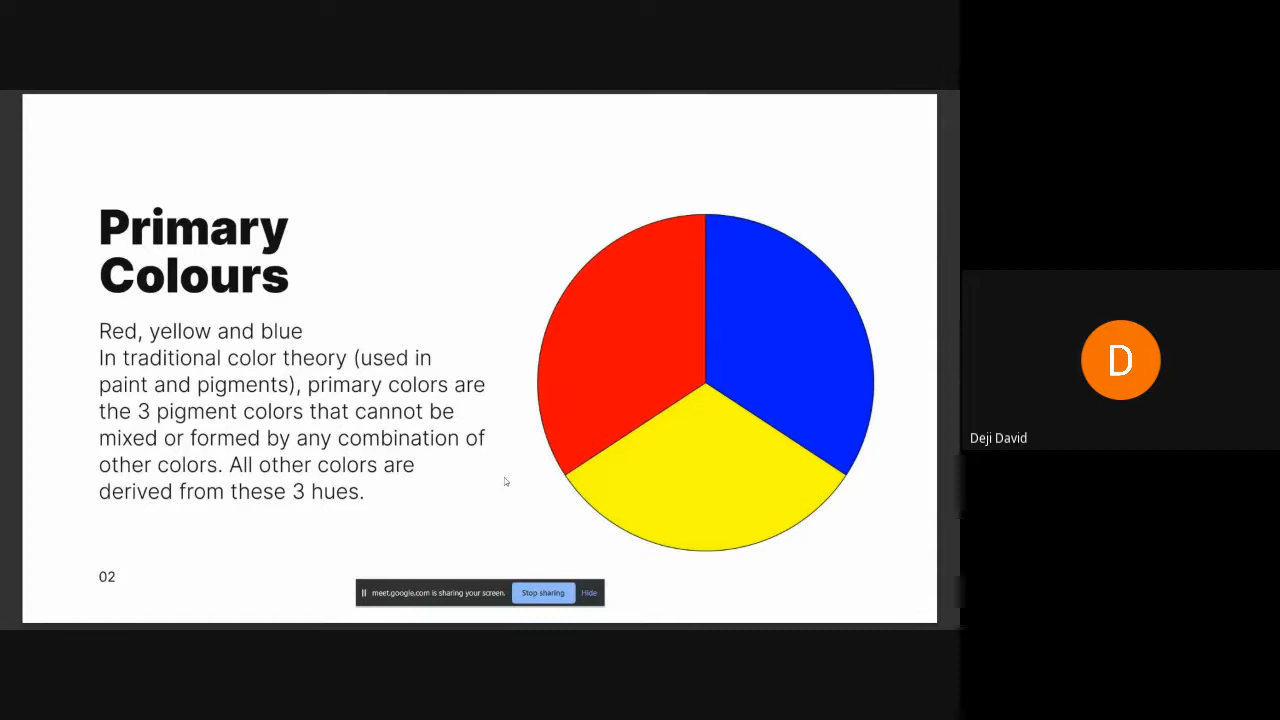 Primary
Colours
Red, yellow and blue
In traditional color theory (used in
paint and pigments), primary colors are
the 3 pigment colors that cannot be
mixed or formed by any combination of
other colors. All other colors are
derived from these 3 hues.
02
meet.google.com is sharing your screen. Stop sharing Hide
D
Deji David